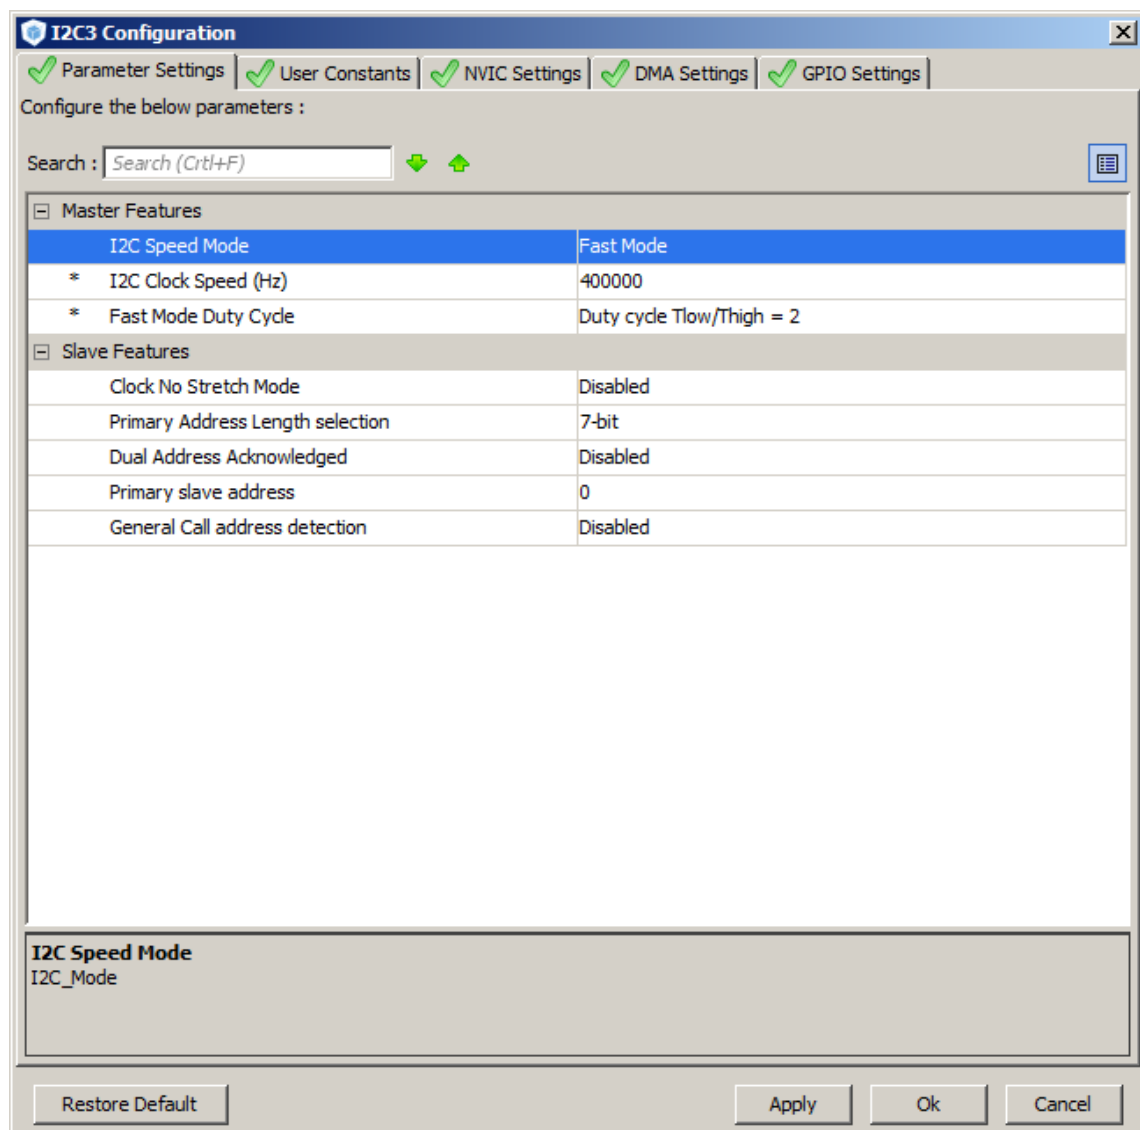 I2C3 Configuration
Parameter Settings User Constants NVIC Settings DMA Settings GPIO Settings
Configure the below parameters :
Search : Search (Crtl+F)
Master Features
I2C Speed Mode Fast Mode
* I2C Clock Speed (Hz) 400000
* Fast Mode Duty Cycle Duty cycle Tlow/Thigh = 2
Slave Features
Clock No Stretch Mode Disabled
Primary Address Length selection 7-bit
Dual Address Acknowledged Disabled
Primary slave address 0
General Call address detection Disabled
I2C Speed Mode
I2C_Mode
Restore Default Apply Ok Cancel